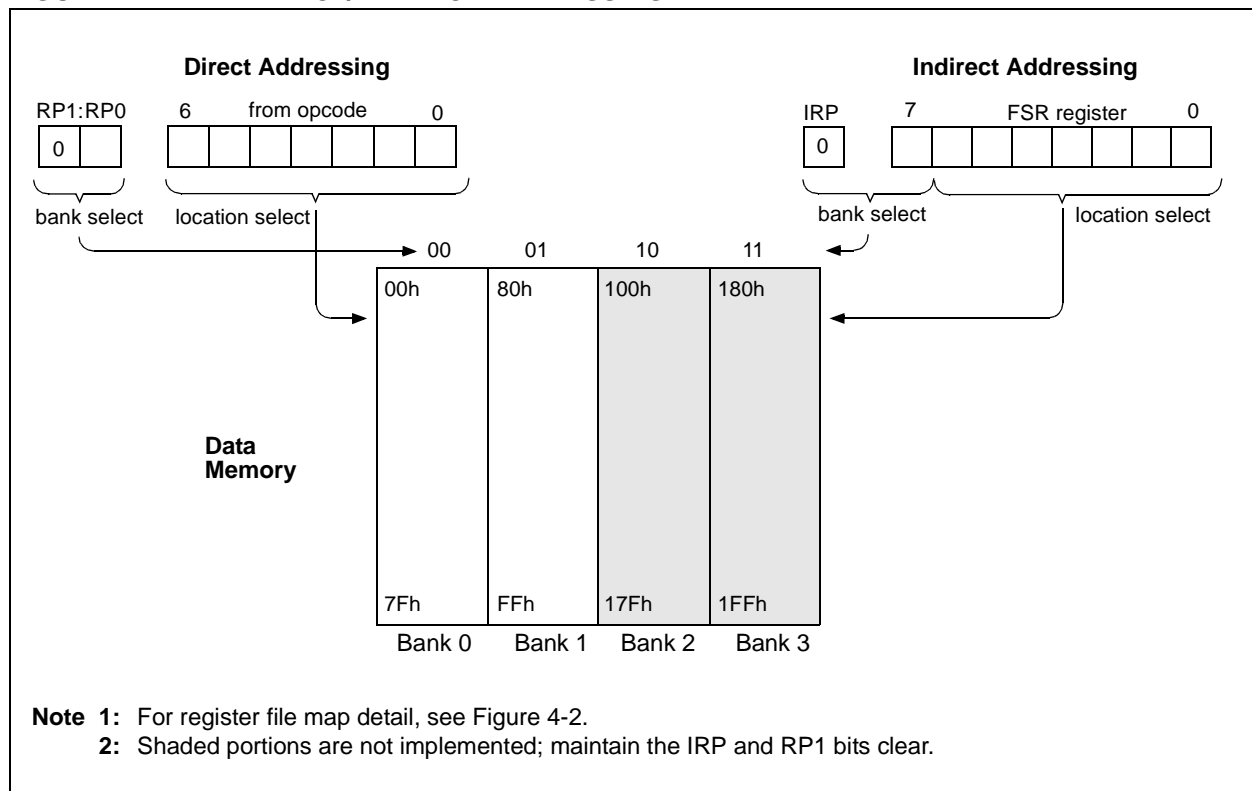 Direct Addressing
Indirect Addressing
RP1:RP0 6 from opcode 0
IRP 7 FSR register 0
0
0
bank select location select
bank select location select
00 01 10 11
00h 80h 100h 180h
Data
Memory
7Fh FFh 17Fh 1FFh
Bank 0 Bank 1 Bank 2 Bank 3
Note 1: For register file map detail, see Figure 4-2.
2: Shaded portions are not implemented; maintain the IRP and RP1 bits clear.